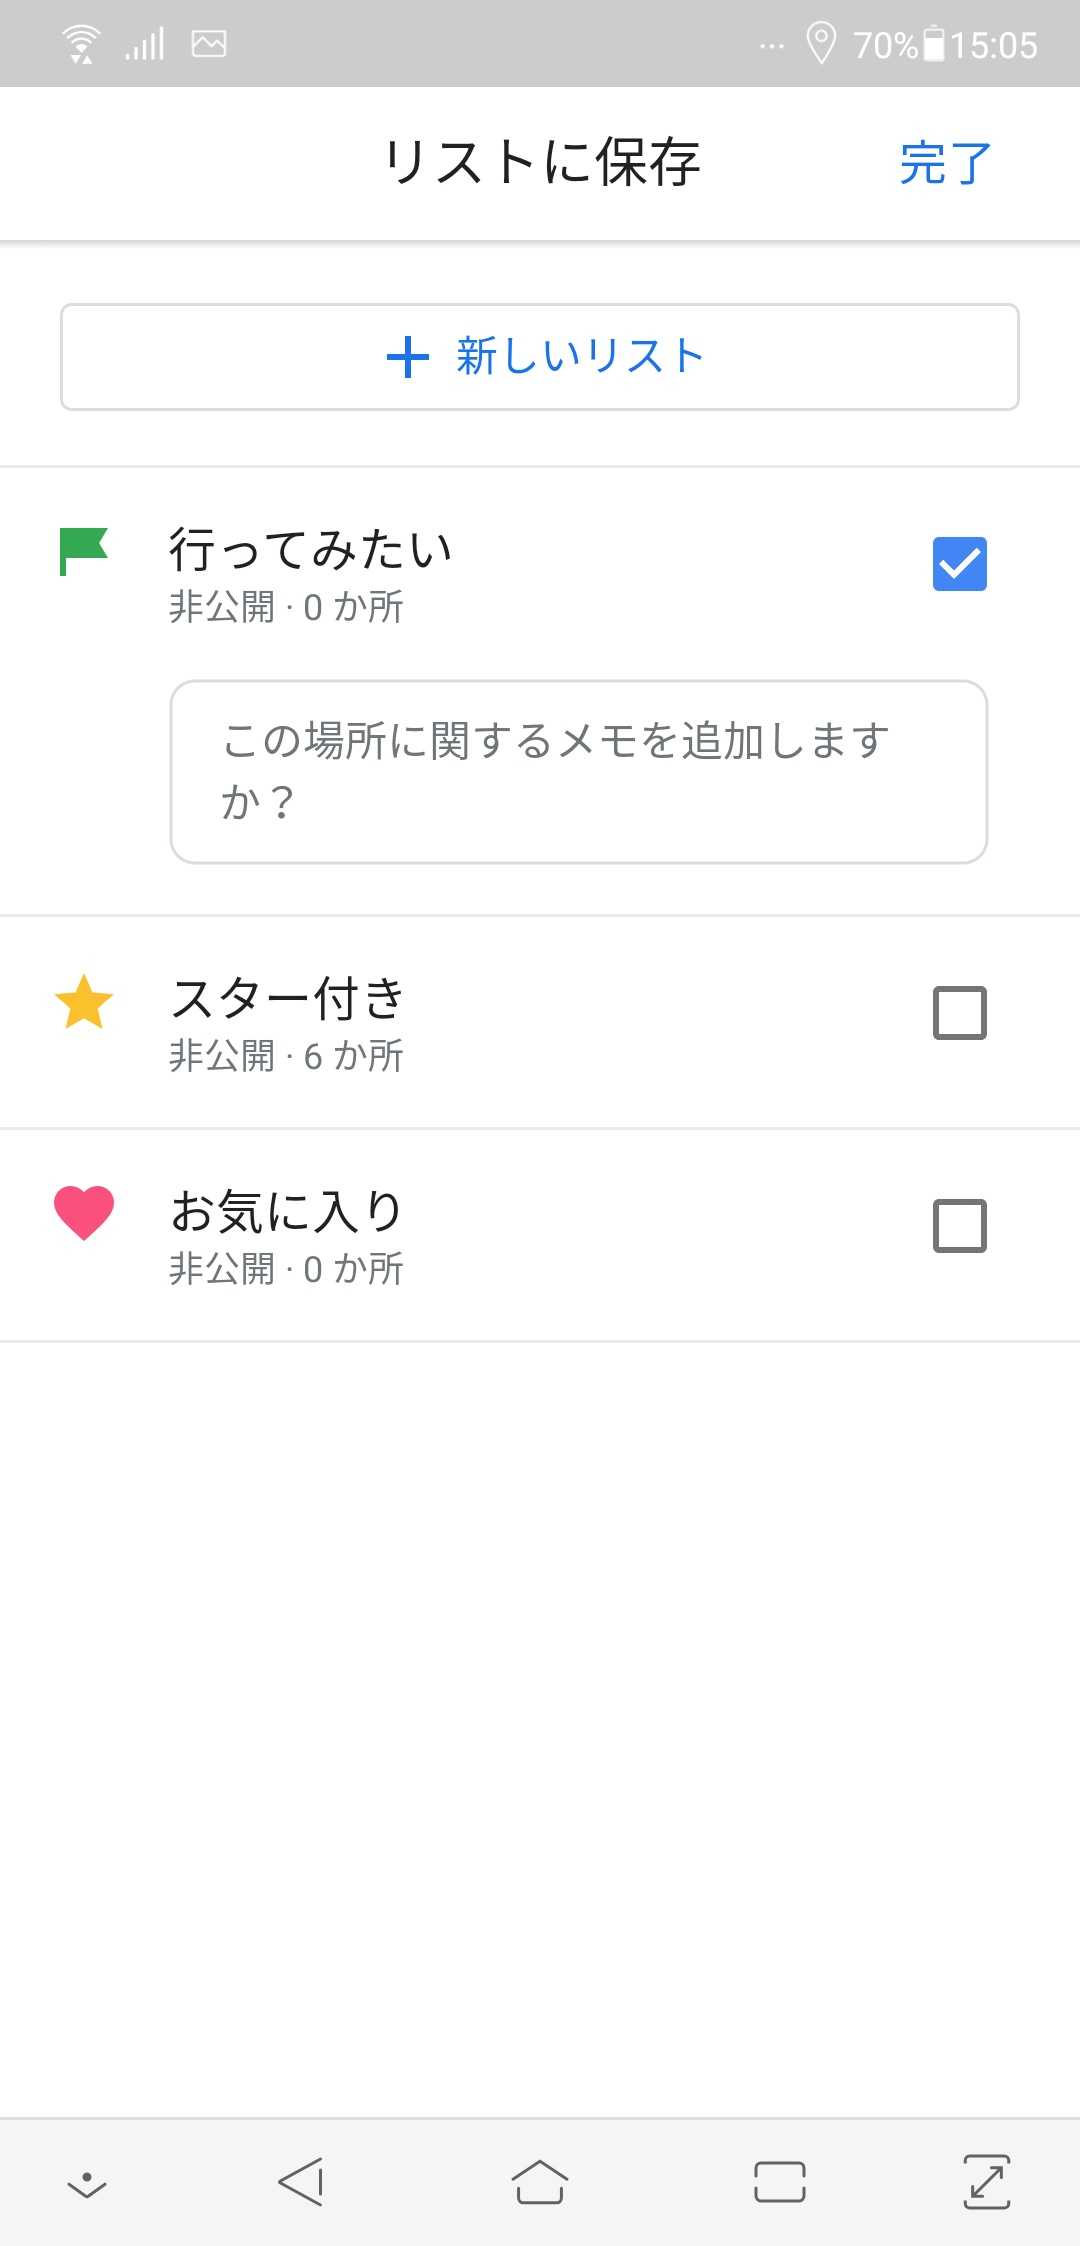 70% 15:05
リストに保存 完了
新しいリスト
行ってみたい
非公開 · 0 か所
この場所に関するメモを追加します
か？
スター付き
非公開 · 6 か所
お気に入り
非公開 · 0 か所